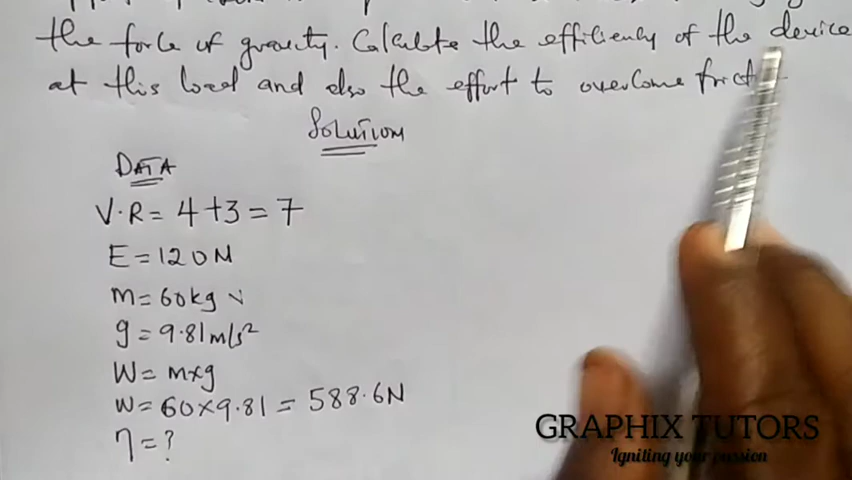 the force of gravity. Calculate the efficiency of the device
at this load and also the effort to overcome
SOLUTION
DATA
V.R = 4+3 = 7
E = 120N
m = 60kg
g = 9.81m/s²
W = mxg
W = 60×9.81 = 588.6N
η = ?
GRAPHIX TUTORS
Igniting your passion